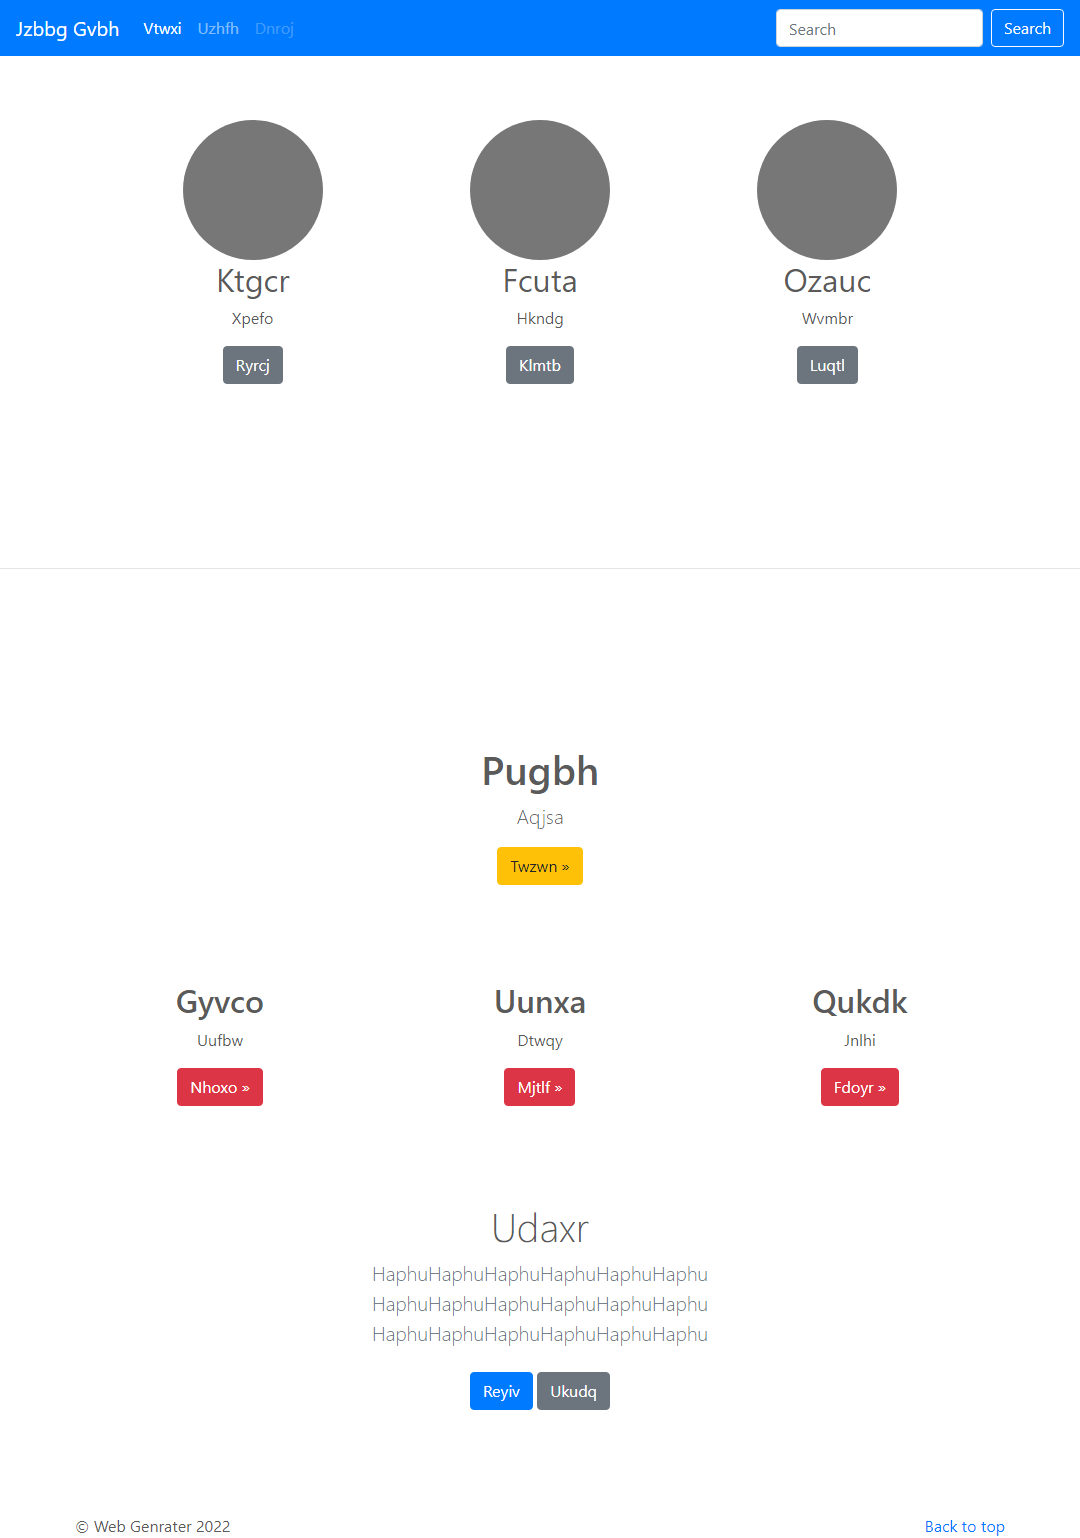 Jzbbg Gvbh Vtwxi Uzhfh Dnroj Search Search
Ktgcr Fcuta Ozauc
Xpefo Hkndg Wvmbr
Ryrcj Klmtb Luqtl
Pugbh
Aqjsa
Twzwn »
Gyvco Uunxa Qukdk
Uufbw Dtwqy Jnlhi
Nhoxo » Mjtlf » Fdoyr »
Udaxr
HaphuHaphuHaphuHaphuHaphuHaphu
HaphuHaphuHaphuHaphuHaphuHaphu
HaphuHaphuHaphuHaphuHaphuHaphu
Reyiv Ukudq
© Web Genrater 2022 Back to top